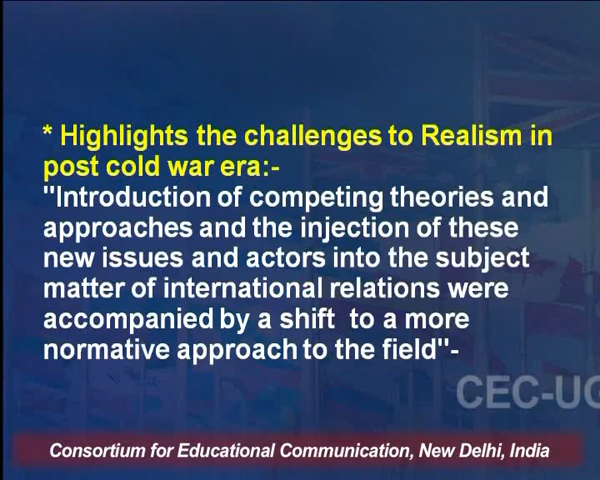 * Highlights the challenges to Realism in
post cold war era:-
"Introduction of competing theories and
approaches and the injection of these
new issues and actors into the subject
matter of international relations were
accompanied by a shift to a more
normative approach to the field"-
CEC-UG
Consortium for Educational Communication, New Delhi, India